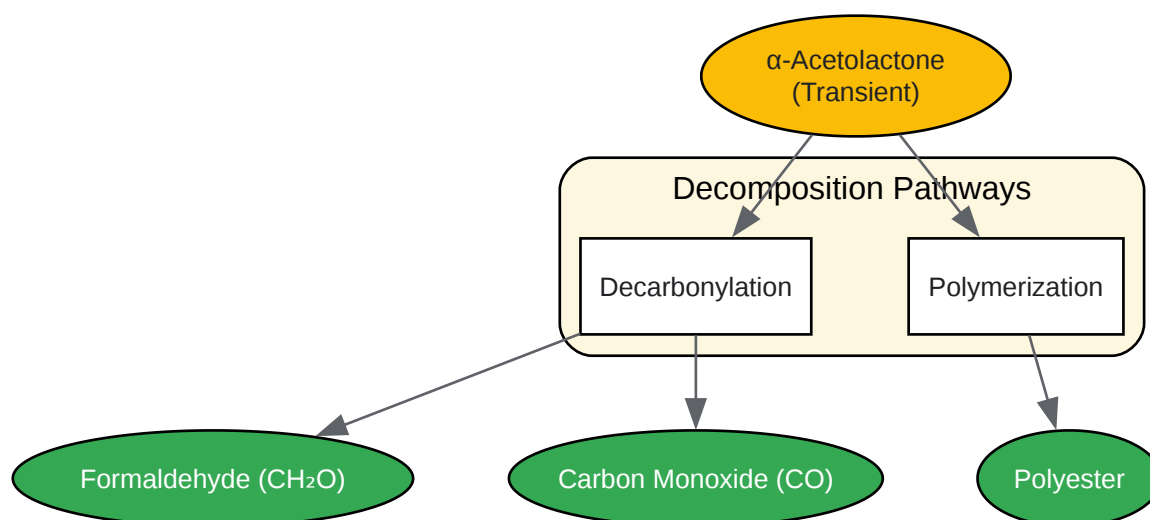 α-Acetolactone
(Transient)
Decomposition Pathways
Decarbonylation
Polymerization
Formaldehyde (CH₂O)
Carbon Monoxide (CO)
Polyester